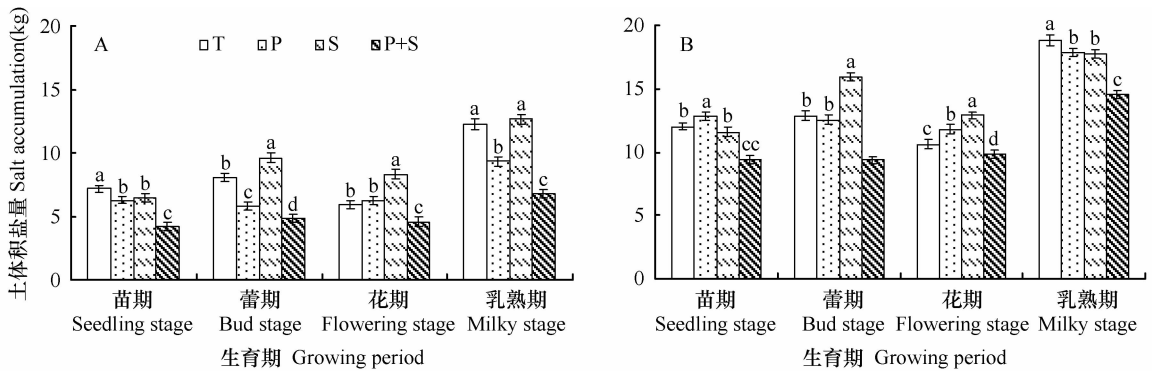 土体积盐量 Salt accumulation(kg)
20
15
10
5
0
A
T P S P+S
a b b c
b c a d
b b a c
a b a c
苗期 蕾期 花期 乳熟期
Seedling stage Bud stage Flowering stage Milky stage
生育期 Growing period
20
15
10
5
0
B
b a b cc
b b a
c b a d
a b b c
苗期 蕾期 花期 乳熟期
Seedling stage Bud stage Flowering stage Milky stage
生育期 Growing period